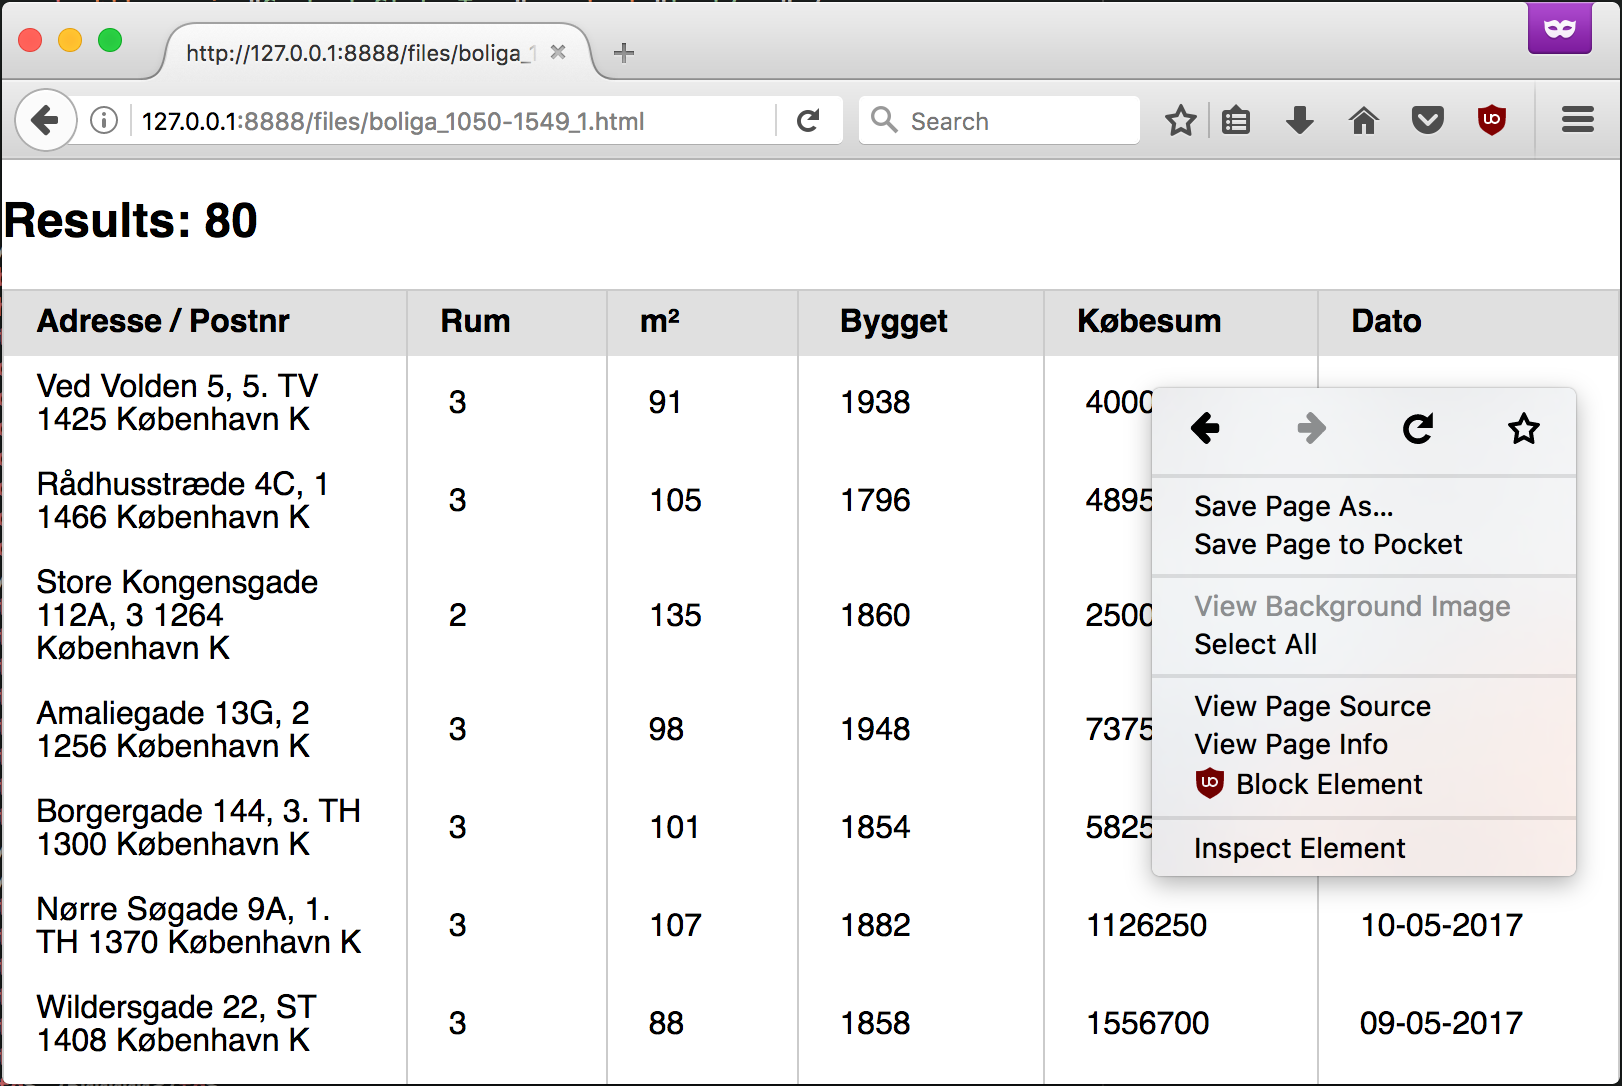 http://127.0.0.1:8888/files/boliga_1
127.0.0.1:8888/files/boliga_1050-1549_1.html
Search
Results: 80
Adresse / Postnr Rum m² Bygget Købesum Dato
Ved Volden 5, 5. TV
1425 København K
3 91 1938 4000
Rådhusstræde 4C, 1
1466 København K
3 105 1796 4895
Store Kongensgade
112A, 3 1264
København K
2 135 1860 2500
Amaliegade 13G, 2
1256 København K
3 98 1948 7375
Borgergade 144, 3. TH
1300 København K
3 101 1854 5825
Nørre Søgade 9A, 1.
TH 1370 København K
3 107 1882 1126250 10-05-2017
Wildersgade 22, ST
1408 København K
3 88 1858 1556700 09-05-2017
Save Page As...
Save Page to Pocket
View Background Image
Select All
View Page Source
View Page Info
Block Element
Inspect Element